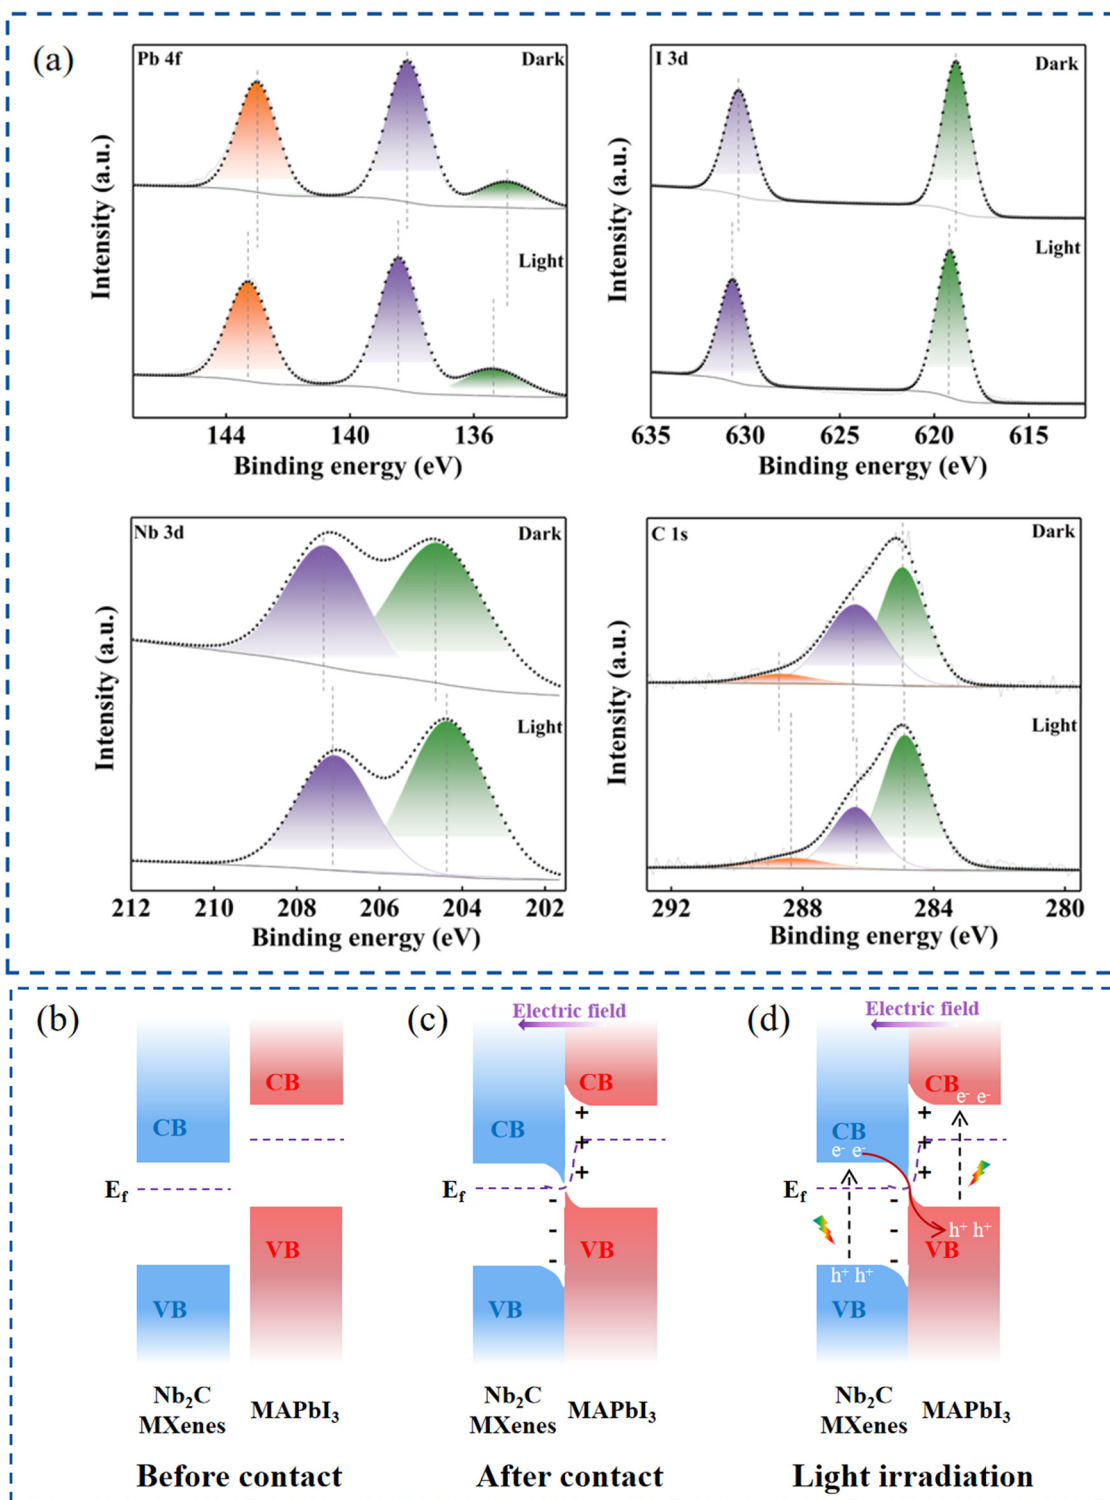 (a)
Pb 4f
Dark
Light
Intensity (a.u.)
144 140 136
Binding energy (eV)
I 3d
Dark
Light
Intensity (a.u.)
635 630 625 620 615
Binding energy (eV)
Nb 3d
Dark
Light
Intensity (a.u.)
212 210 208 206 204 202
Binding energy (eV)
C 1s
Dark
Light
Intensity (a.u.)
292 288 284 280
Binding energy (eV)
(b)
CB
CB
E_f
VB
VB
Nb₂C
MXenes
MAPbI₃
Before contact
(c)
Electric field
CB
CB
+
+
+
E_f
-
-
-
VB
VB
Nb₂C
MXenes
MAPbI₃
After contact
(d)
Electric field
CB
e⁻ e⁻
CB
e⁻ e⁻
+
+
+
E_f
-
-
-
h⁺ h⁺
VB
h⁺ h⁺
VB
Nb₂C
MXenes
MAPbI₃
Light irradiation